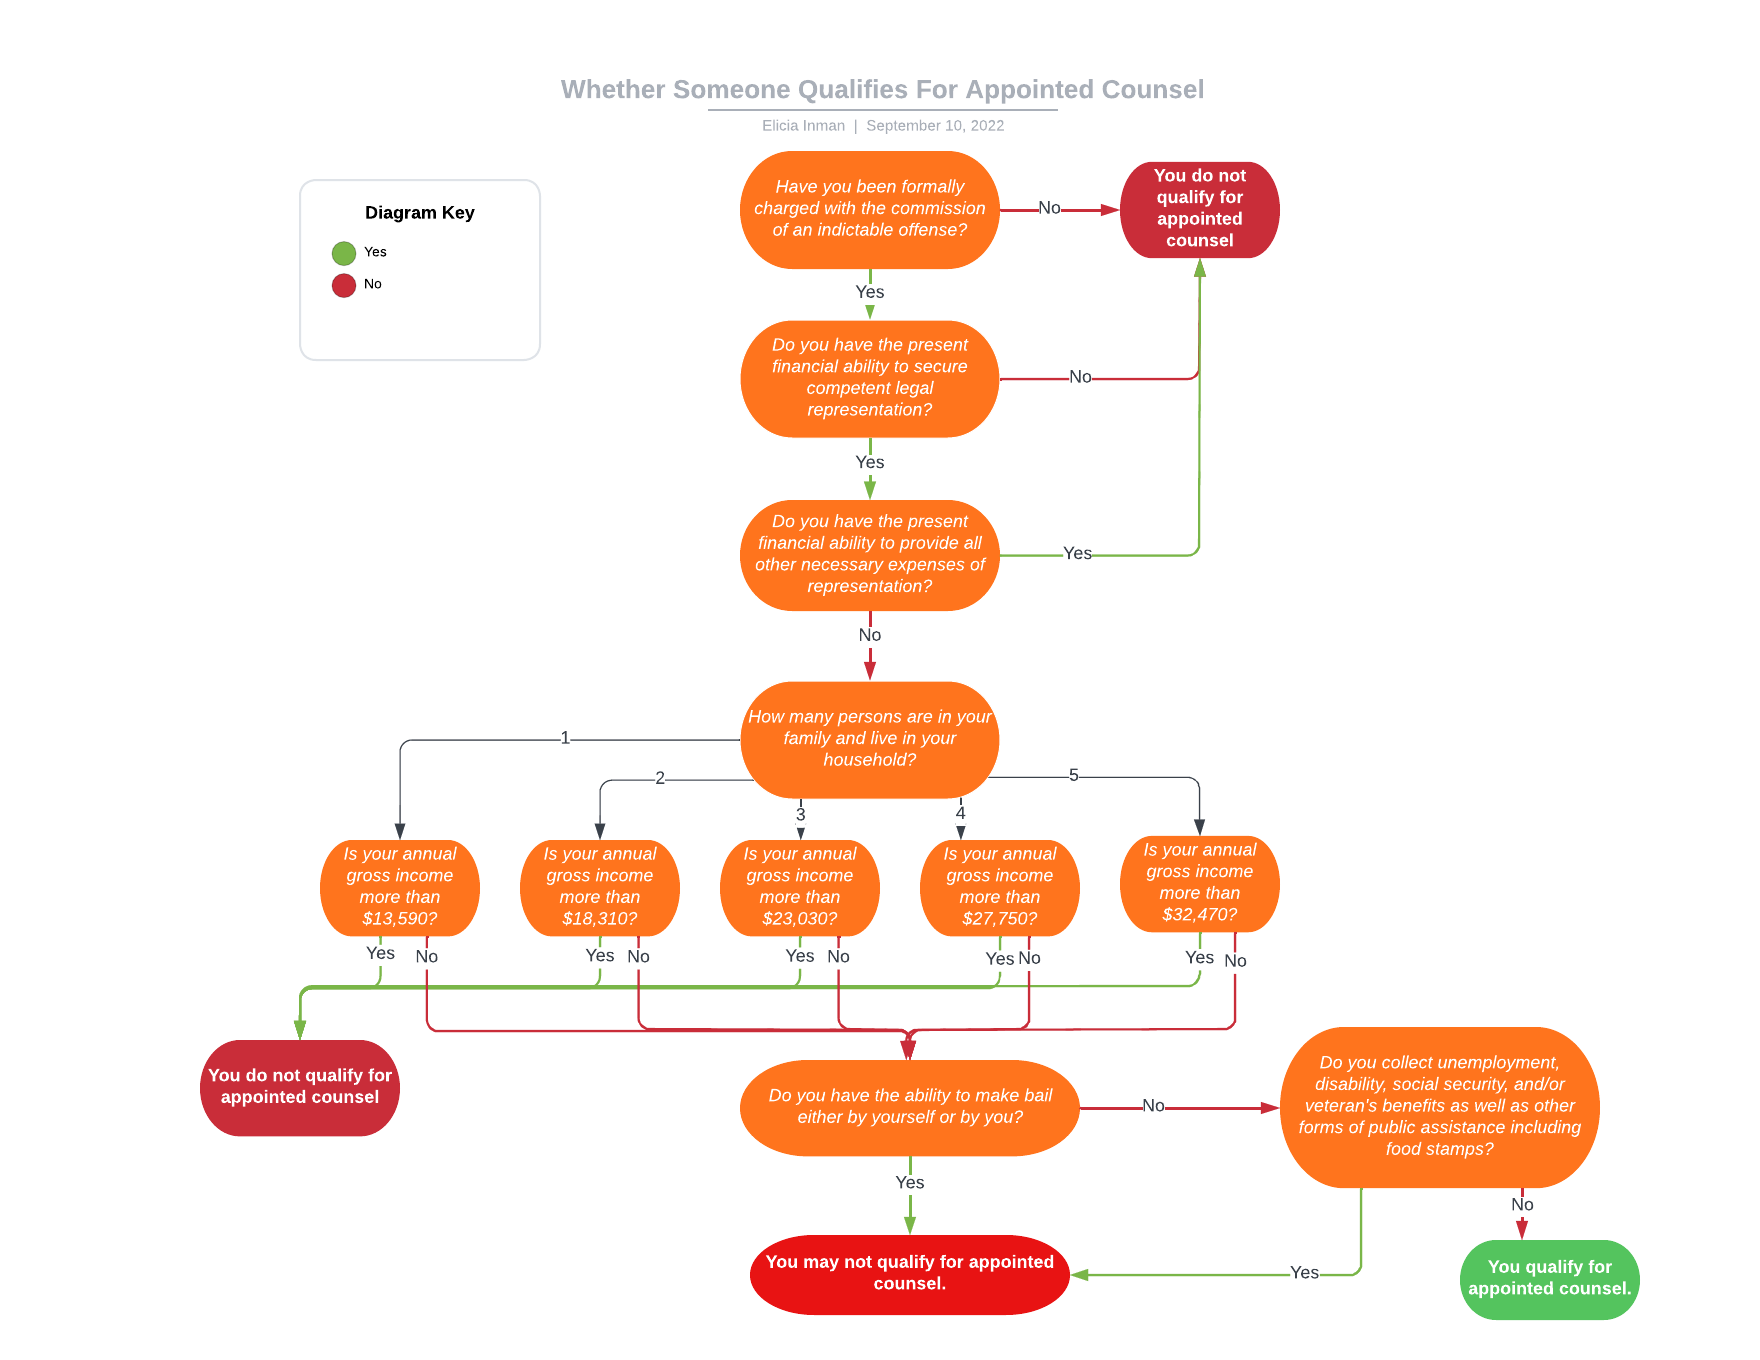 Whether Someone Qualifies For Appointed Counsel
Elicia Inman | September 10, 2022
Diagram Key
Yes
No
Have you been formally
charged with the commission
of an indictable offense?
No
You do not
qualify for
appointed
counsel
Yes
Do you have the present
financial ability to secure
competent legal
representation?
No
Yes
Do you have the present
financial ability to provide all
other necessary expenses of
representation?
Yes
No
How many persons are in your
family and live in your
household?
1
2
3
4
5
Is your annual
gross income
more than
$13,590?
Is your annual
gross income
more than
$18,310?
Is your annual
gross income
more than
$23,030?
Is your annual
gross income
more than
$27,750?
Is your annual
gross income
more than
$32,470?
Yes
No
Yes
No
Yes
No
Yes
No
Yes
No
You do not qualify for
appointed counsel
Do you have the ability to make bail
either by yourself or by you?
No
Do you collect unemployment,
disability, social security, and/or
veteran's benefits as well as other
forms of public assistance including
food stamps?
Yes
No
You may not qualify for appointed
counsel.
Yes
You qualify for
appointed counsel.